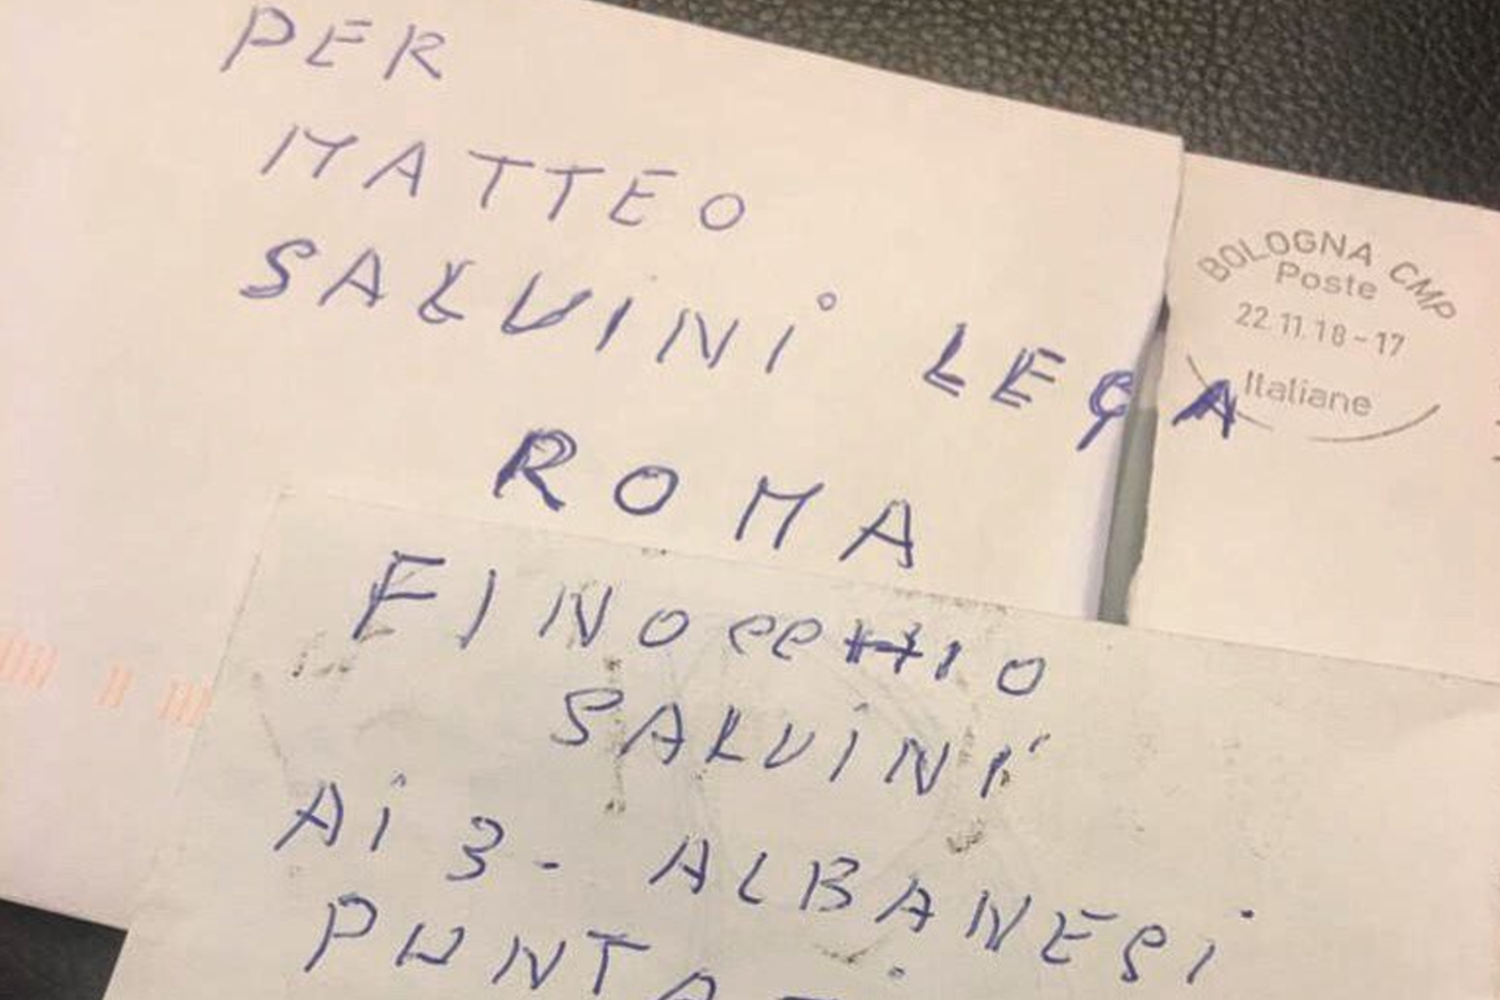 PER
MATTEO
SALVINI LEGA
ROMA
BOLOGNA CMP
Poste
22.11.18-17
Italiane
FINOCCHIO
SALVINI
AI 3- ALBANESI